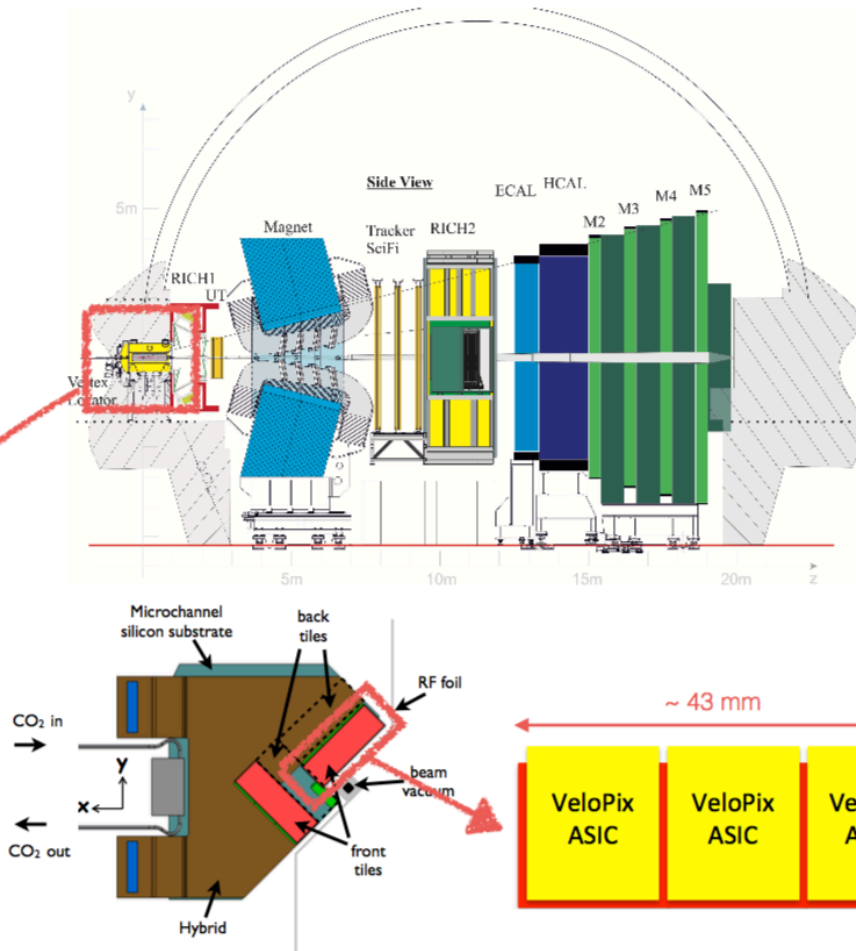 y
Side View
ECAL
HCAL
M5
M4
M3
M2
5m
Magnet
Tracker
SciFi
RICH2
RICH1
UT
Vertex
Locator
5m
10m
15m
20m
z
Microchannel
silicon substrate
back
tiles
RF foil
CO2 in
y
x
CO2 out
beam
vacuum
front
tiles
Hybrid
~ 43 mm
VeloPix
ASIC
VeloPix
ASIC